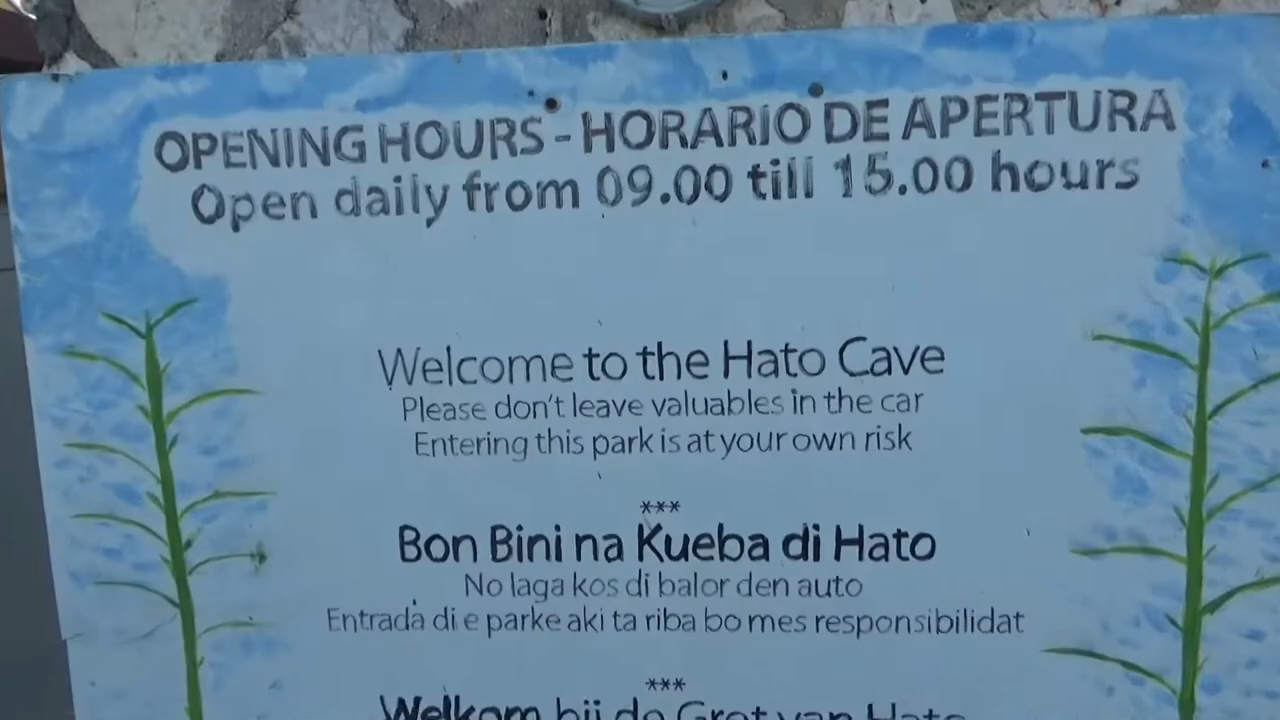 OPENING HOURS - HORARIO DE APERTURA
Open daily from 09.00 till 15.00 hours
Welcome to the Hato Cave
Please don't leave valuables in the car
Entering this park is at your own risk
***
Bon Bini na Kueba di Hato
No laga kos di balor den auto
Entrada di e parke aki ta riba bo mes responsibilidat
***
Welkom bij de Grot van Hato